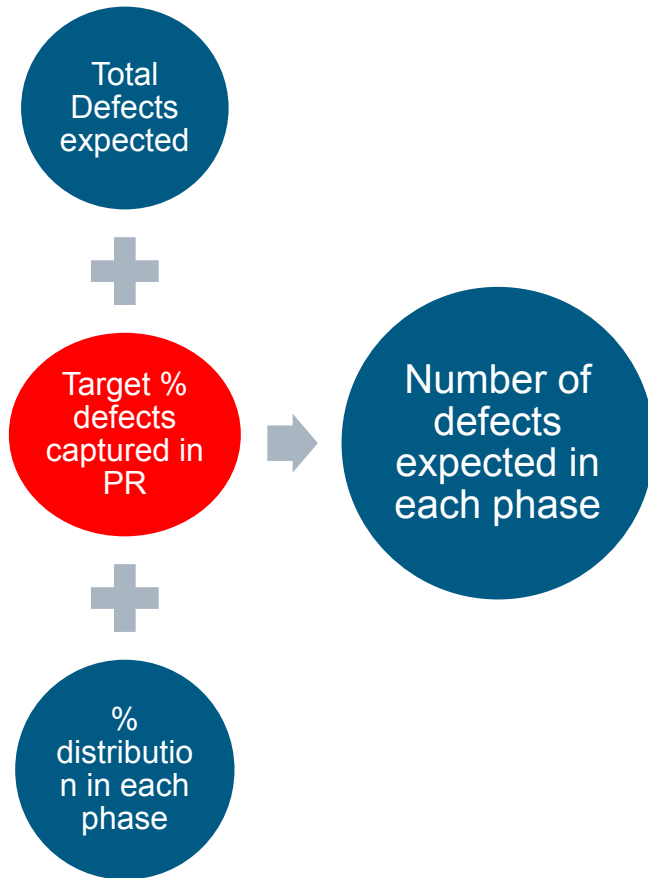 Total
Defects
expected
Target %
defects
captured in
PR
Number of
defects
expected in
each phase
%
distributio
n in each
phase